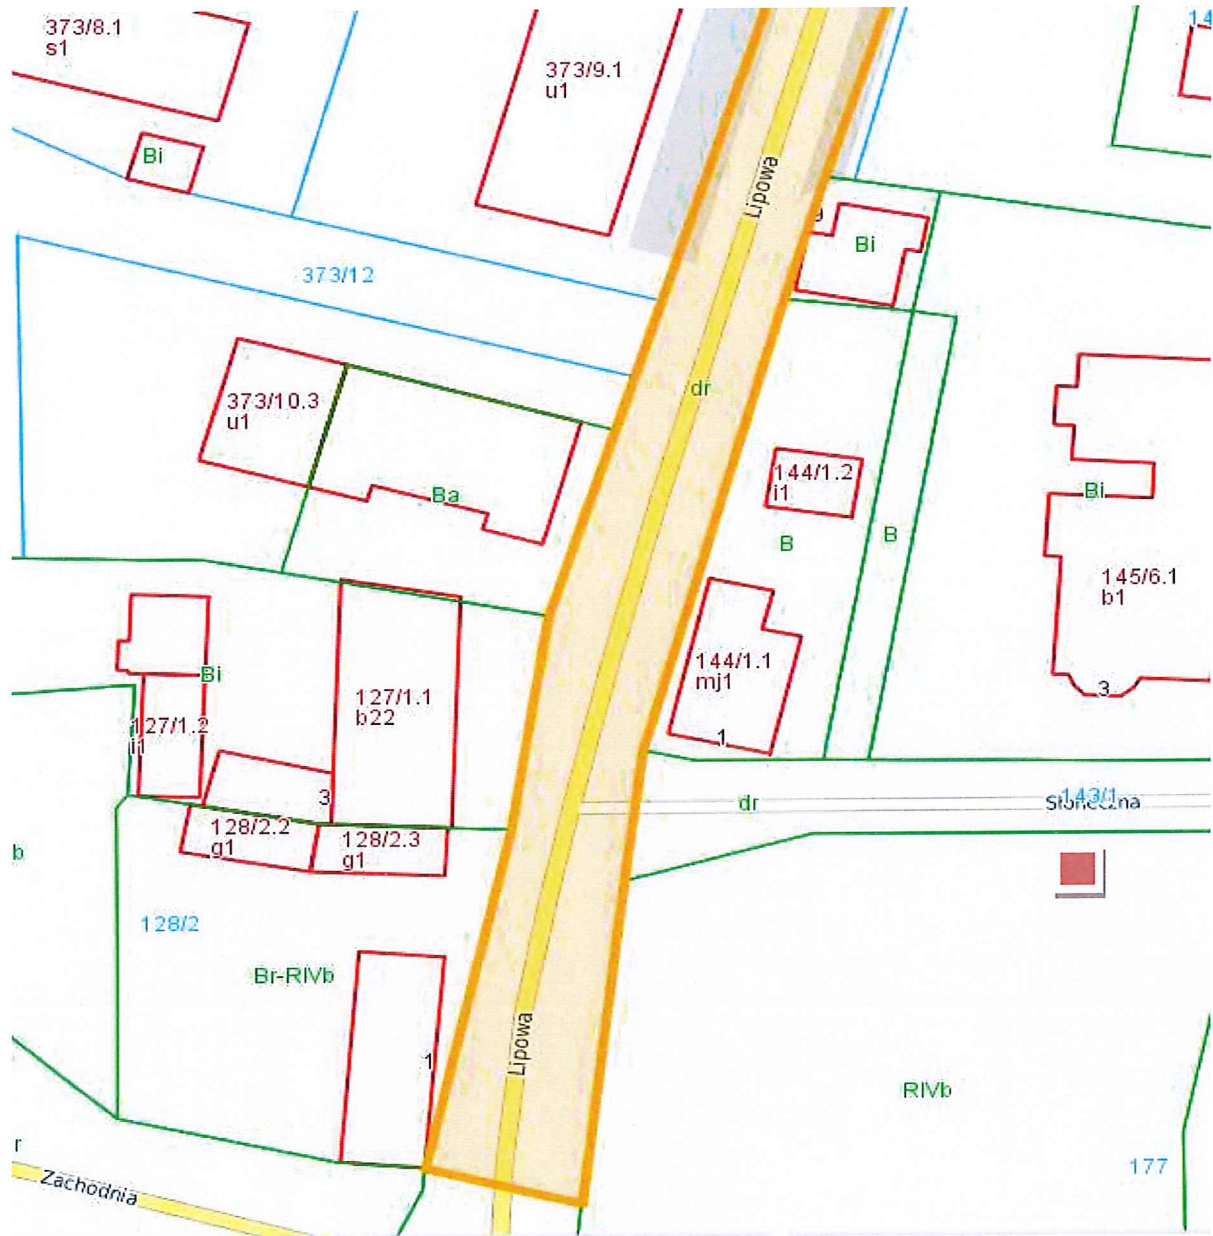 373/8.1
s1
373/9.1
u1
14
Bi
Lipowa
9
Bi
373/12
dr
373/10.3
u1
Ba
144/1.2
i1
B
B
Bi
145/6.1
b1
3
144/1.1
mj1
1
Bi
127/1.1
b22
127/1.2
i1
3
128/2.2
g1
128/2.3
g1
dr
143/1
Słoneczna
b
128/2
Br-RIVb
Lipowa
1
RIVb
177
r
Zachodnia